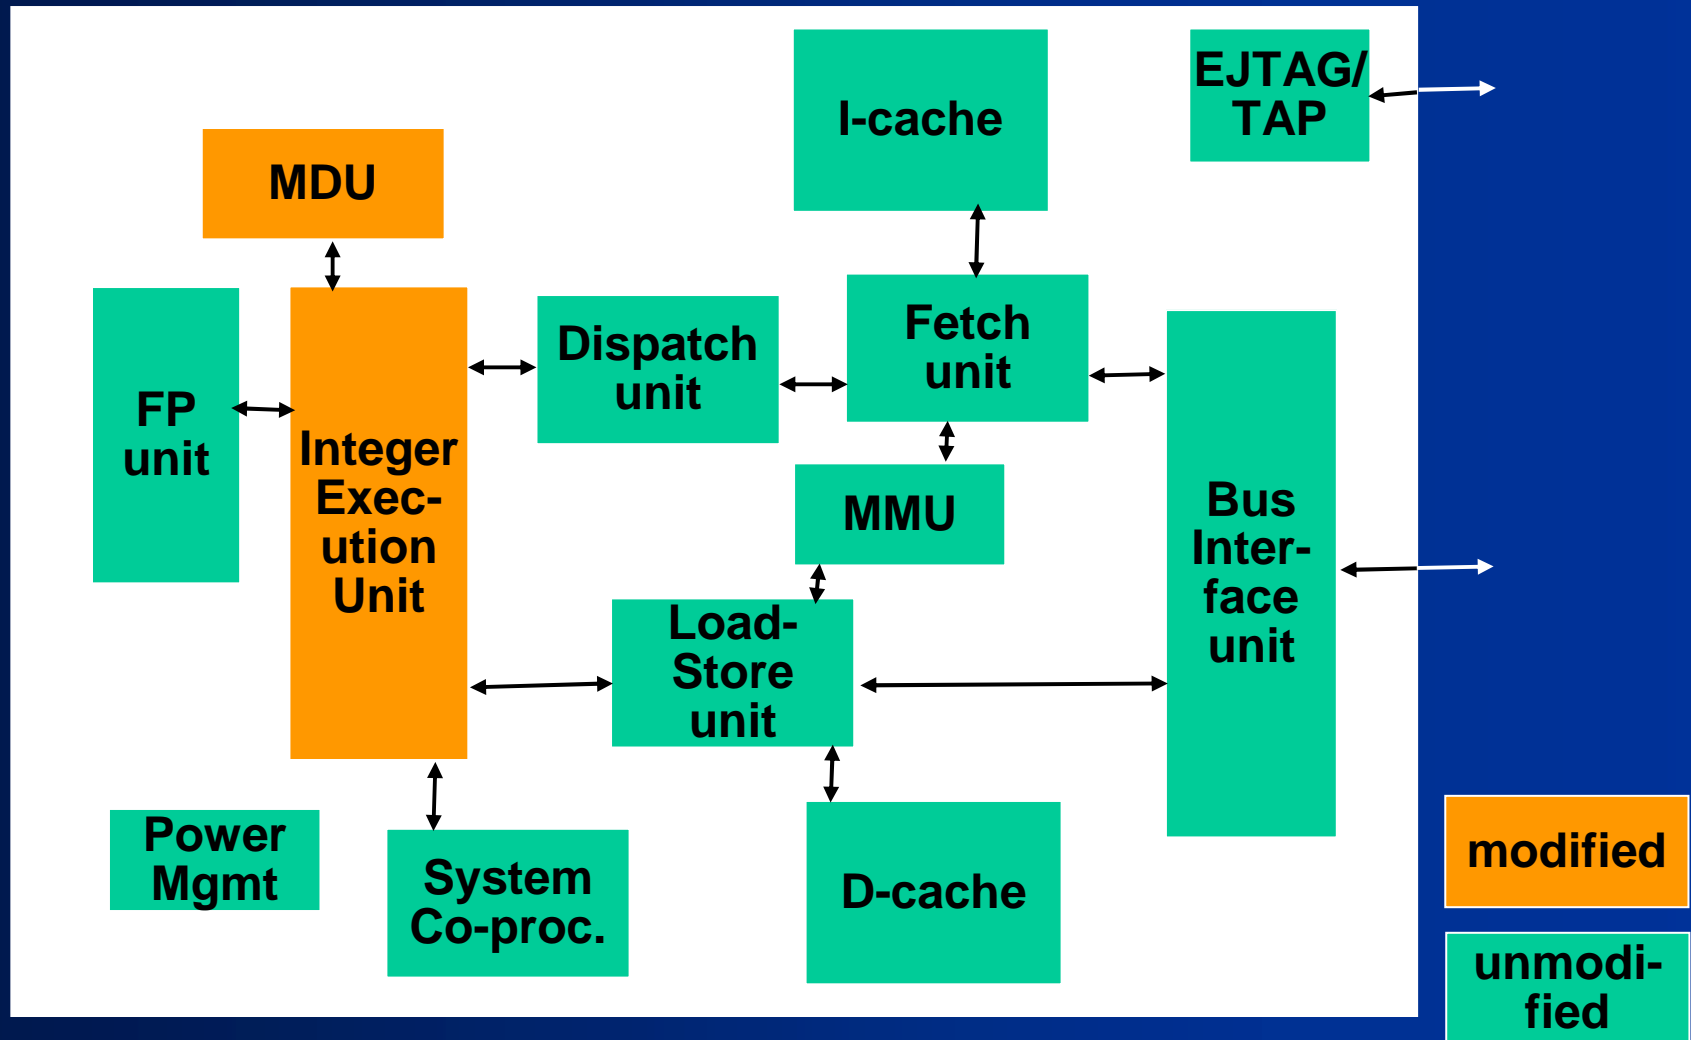 I-cache
EJTAG/
TAP
MDU
FP
unit
Integer
Exec-
ution
Unit
Dispatch
unit
Fetch
unit
MMU
Bus
Inter-
face
unit
Load-
Store
unit
Power
Mgmt
System
Co-proc.
D-cache
modified
unmodi-
fied